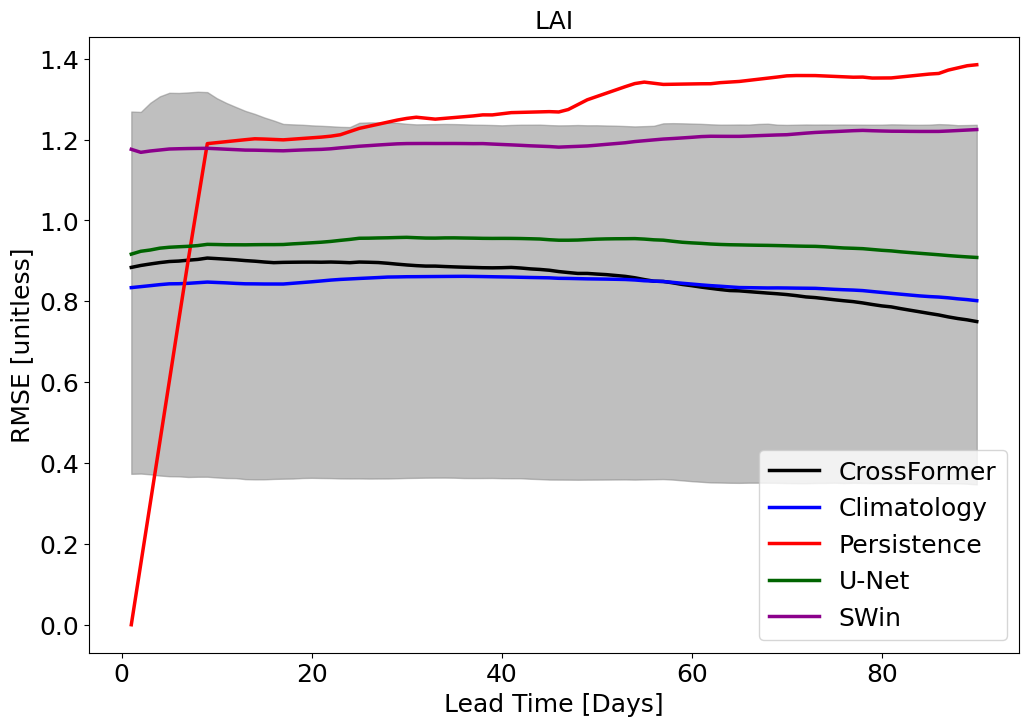 LAI
RMSE [unitless]
1.4
1.2
1.0
0.8
0.6
0.4
0.2
0.0
0
20
40
60
80
Lead Time [Days]
CrossFormer
Climatology
Persistence
U-Net
SWin